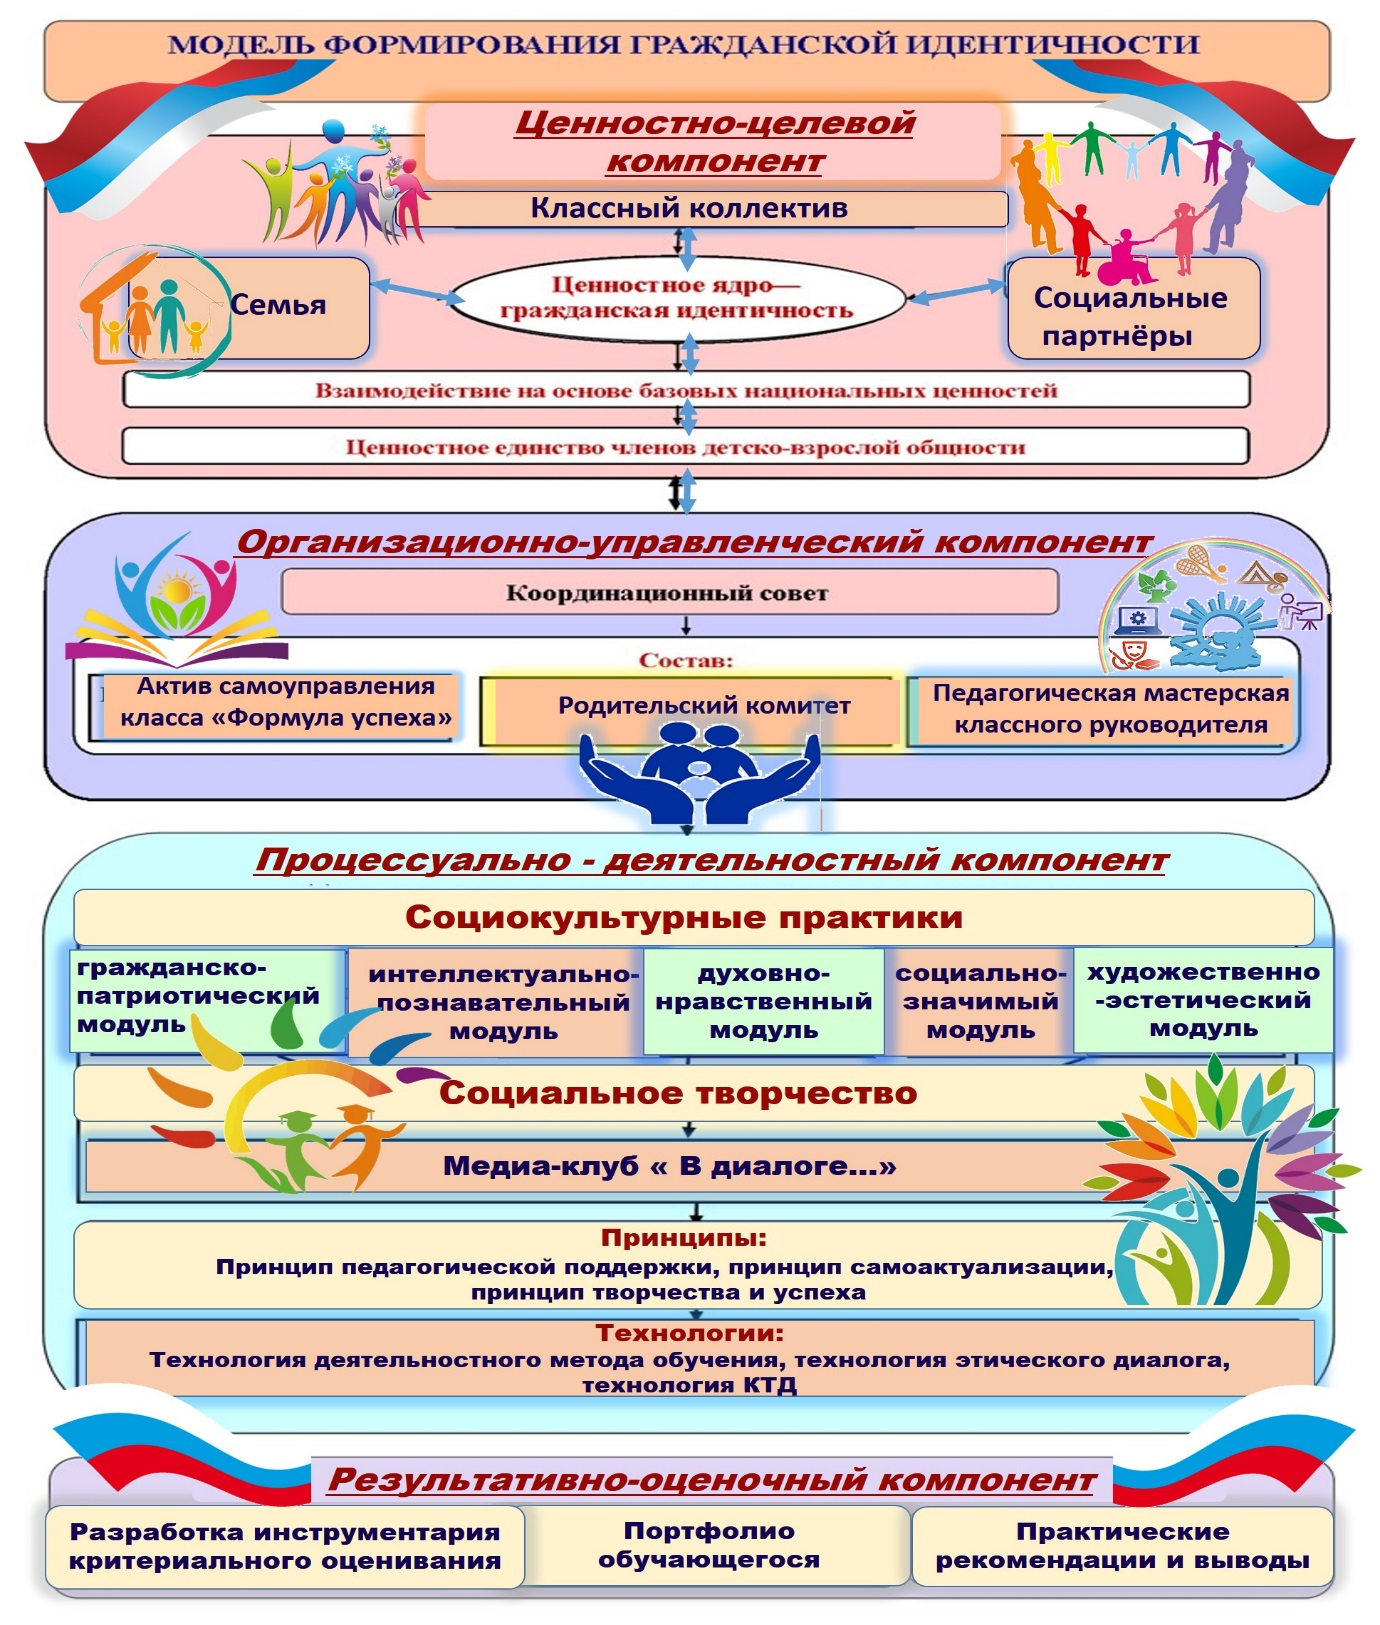 МОДЕЛЬ ФОРМИРОВАНИЯ ГРАЖДАНСКОЙ ИДЕНТИЧНОСТИ
Ценностно-целевой
компонент
Классный коллектив
Семья
Ценностное ядро—
гражданская идентичность
Социальные
партнёры
Взаимодействие на основе базовых национальных ценностей
Ценностное единство членов детско-взрослой общности
Организационно-управленческий компонент
Координационный совет
Состав:
Актив самоуправления
класса «Формула успеха»
Родительский комитет
Педагогическая мастерская
классного руководителя
Процессуально - деятельностный компонент
Социокультурные практики
гражданско-
патриотический
модуль
интеллектуально-
познавательный
модуль
духовно-
нравственный
модуль
социально-
значимый
модуль
художественно
-эстетический
модуль
Социальное творчество
Медиа-клуб « В диалоге...»
Принципы:
Принцип педагогической поддержки, принцип самоактуализации,
принцип творчества и успеха
Технологии:
Технология деятельностного метода обучения, технология этического диалога,
технология КТД
Результативно-оценочный компонент
Разработка инструментария
критериального оценивания
Портфолио
обучающегося
Практические
рекомендации и выводы